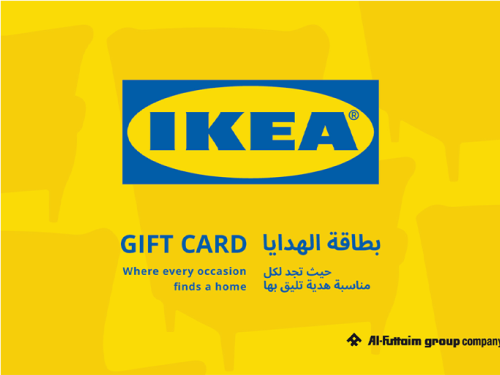 IKEA®
GIFT CARD
بطاقة الهدايا
Where every occasion
finds a home
حيث تجد لكل
مناسبة هدية تليق بها
Al-Futtaim group company